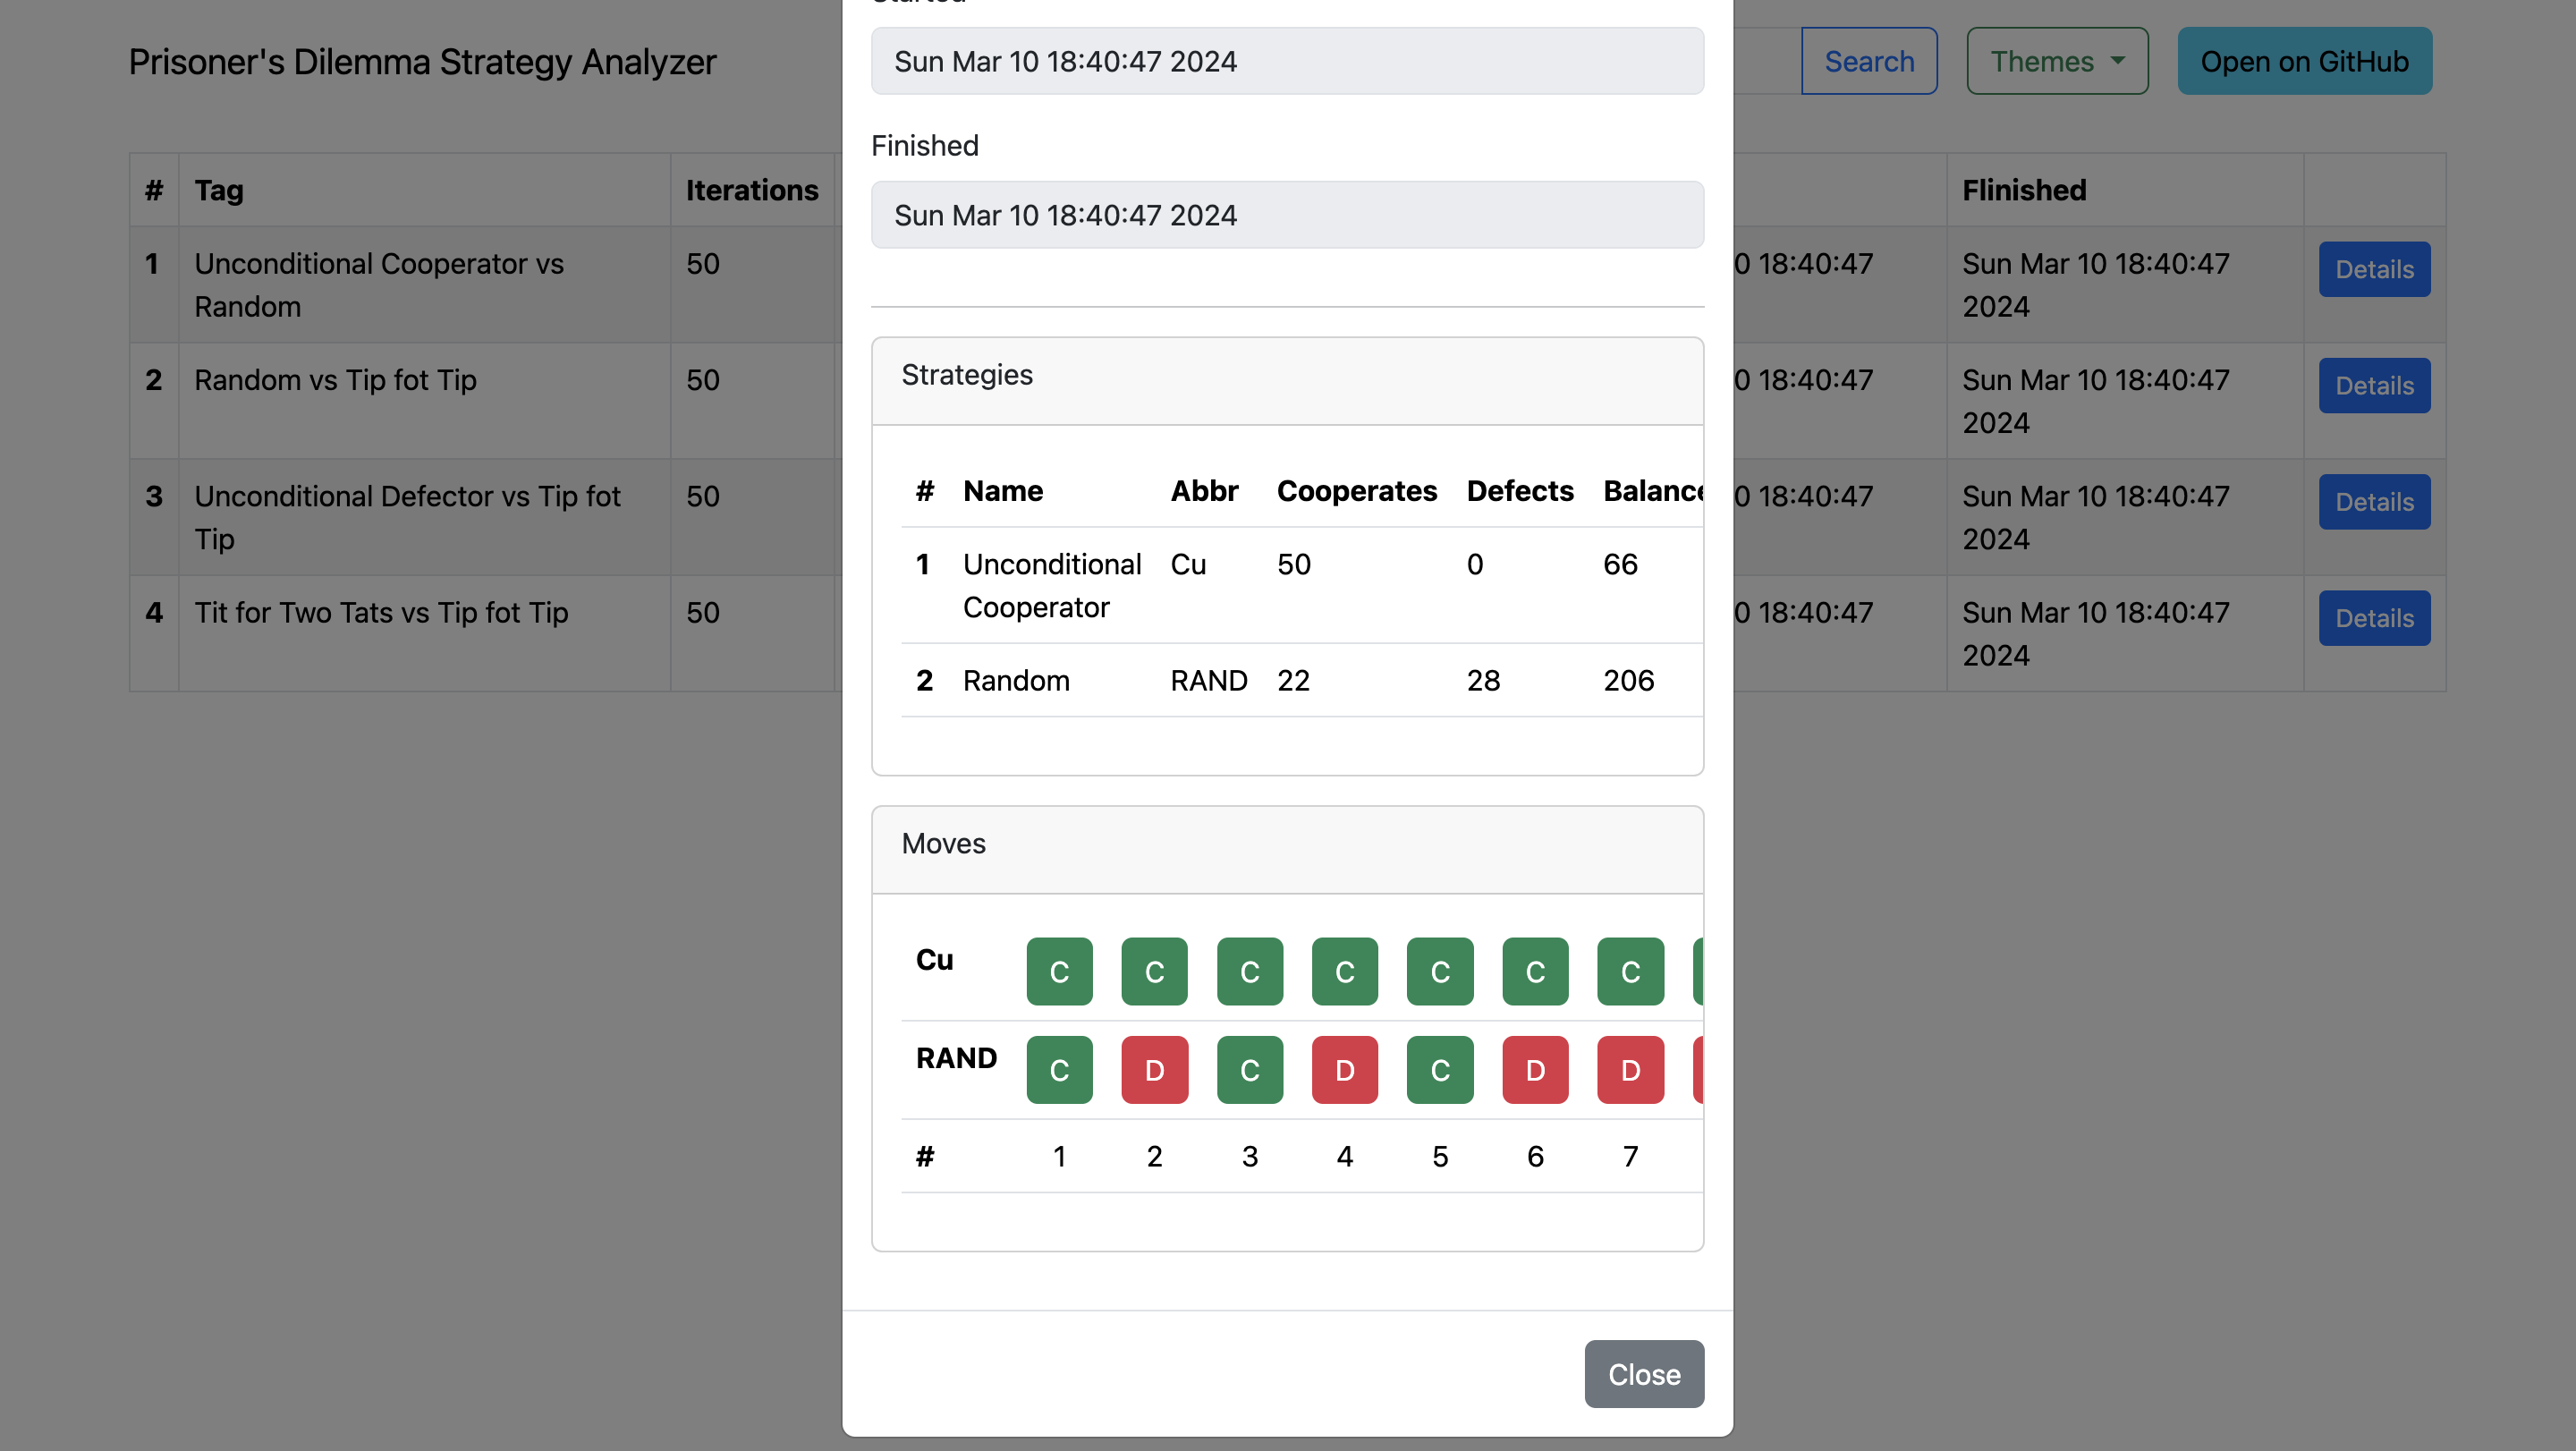 Prisoner's Dilemma Strategy Analyzer
Search
Themes
Open on GitHub
# Tag Iterations Flinished
1 Unconditional Cooperator vs Random 50 0 18:40:47 Sun Mar 10 18:40:47 2024 Details
2 Random vs Tip fot Tip 50 0 18:40:47 Sun Mar 10 18:40:47 2024 Details
3 Unconditional Defector vs Tip fot Tip 50 0 18:40:47 Sun Mar 10 18:40:47 2024 Details
4 Tit for Two Tats vs Tip fot Tip 50 0 18:40:47 Sun Mar 10 18:40:47 2024 Details
Started
Sun Mar 10 18:40:47 2024
Finished
Sun Mar 10 18:40:47 2024
Strategies
# Name Abbr Cooperates Defects Balance
1 Unconditional Cooperator Cu 50 0 66
2 Random RAND 22 28 206
Moves
Cu C C C C C C C
RAND C D C D C D D
# 1 2 3 4 5 6 7
Close